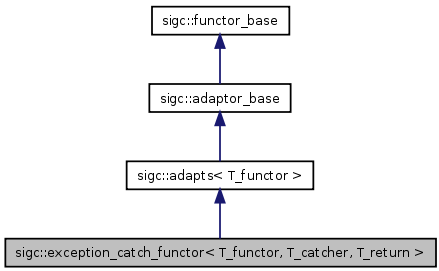 sigc::functor_base
sigc::adaptor_base
sigc::adapts< T_functor >
sigc::exception_catch_functor< T_functor, T_catcher, T_return >